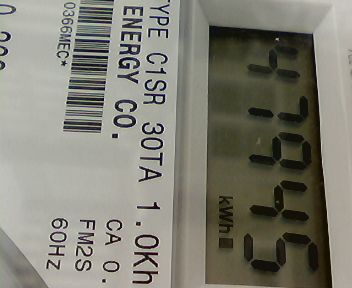 47845
kWh
TYPE C1SR 30TA 1.0Kh
ENERGY CO.
CA 0.
FM2S
0366MEC*
60HZ